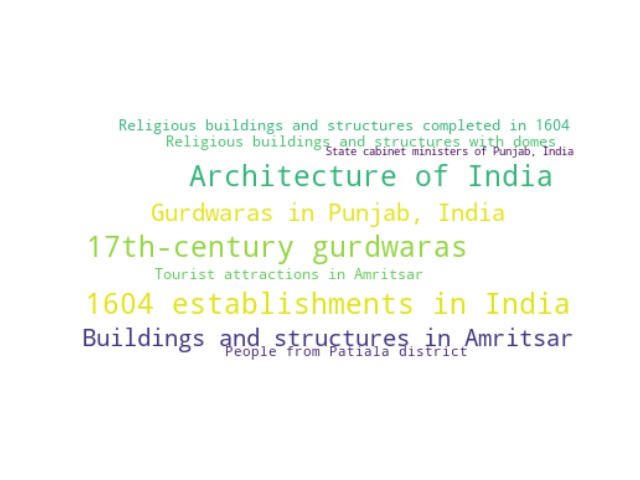 Religious buildings and structures completed in 1604
Religious buildings and structures with domes
State cabinet ministers of Punjab, India
Architecture of India
Gurdwaras in Punjab, India
17th-century gurdwaras
Tourist attractions in Amritsar
1604 establishments in India
Buildings and structures in Amritsar
People from Patiala district